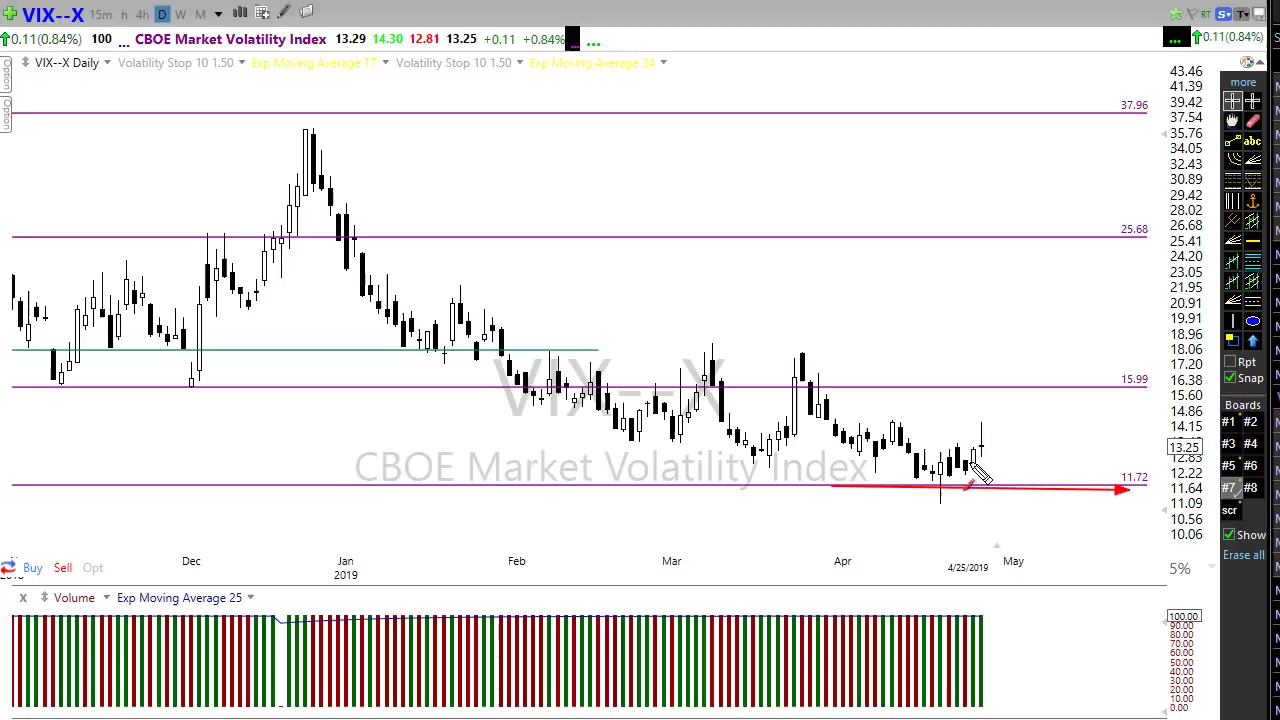 VIX--X 15m h 4h D W M
RT S T
0.11(0.84%) 100 ... CBOE Market Volatility Index 13.29 14.30 12.81 13.25 +0.11 +0.84% ... ...
... 0.11(0.84%)
VIX--X Daily Volatility Stop 10 1.50 Exp Moving Average 17 Volatility Stop 10 1.50 Exp Moving Average 34
Option
Option
more
abc
Rpt
Snap
Boards
#1 #2
#3 #4
#5 #6
#7 #8
scr
Show
Erase all
43.46
41.39
39.42
37.54
35.76
34.05
32.43
30.89
29.42
28.02
26.68
25.41
24.20
23.05
21.95
20.91
19.91
18.96
18.06
17.20
16.38
15.60
14.86
14.15
13.25
12.22
11.64
11.09
10.56
10.06
37.96
25.68
15.99
11.72
VIX--X
CBOE Market Volatility Index
Dec Jan Feb Mar Apr May
2019 4/25/2019
Buy Sell Opt
5%
x Volume Exp Moving Average 25
100.00
90.00
80.00
70.00
60.00
50.00
40.00
30.00
20.00
10.00
0.00